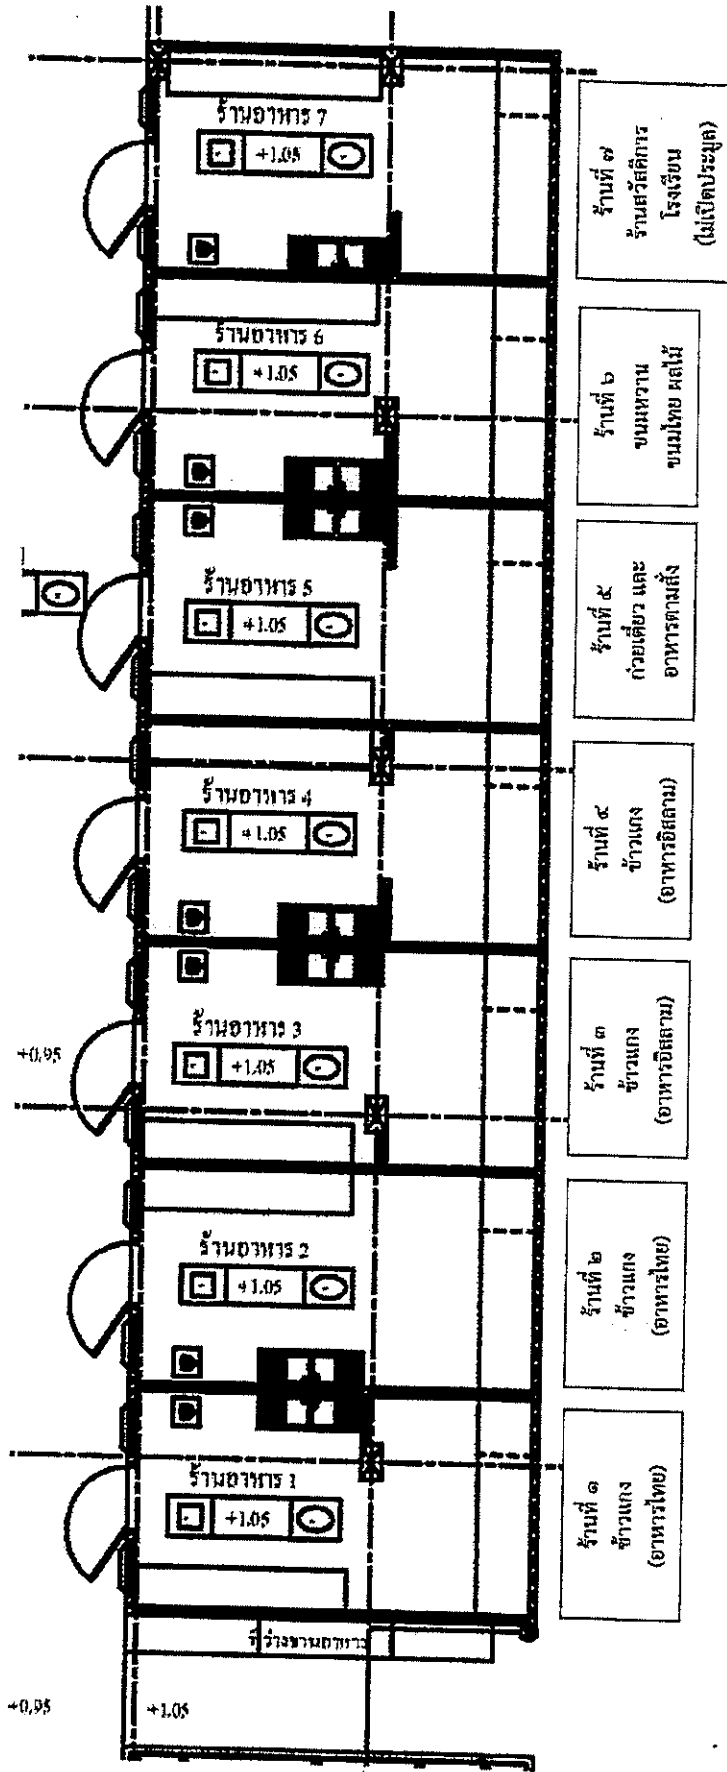 ร้านอาหาร 7
+1.05
ร้านที่ ๗
ร้านสวัสดิการ
โรงเรียน
(ไม่เปิดประมูล)
ร้านอาหาร 6
+1.05
ร้านที่ ๖
ขนมหวาน
ขนมไทย ผลไม้
ร้านอาหาร 5
+1.05
ร้านที่ ๕
ก๋วยเตี๋ยว และ
อาหารตามสั่ง
ร้านอาหาร 4
+1.05
ร้านที่ ๔
ข้าวแกง
(อาหารอิสลาม)
ร้านอาหาร 3
+1.05
+0.95
ร้านที่ ๓
ข้าวแกง
(อาหารอิสลาม)
ร้านอาหาร 2
+1.05
ร้านที่ ๒
ข้าวแกง
(อาหารไทย)
ร้านอาหาร 1
+1.05
ร้านที่ ๑
ข้าวแกง
(อาหารไทย)
+0.95
+1.05